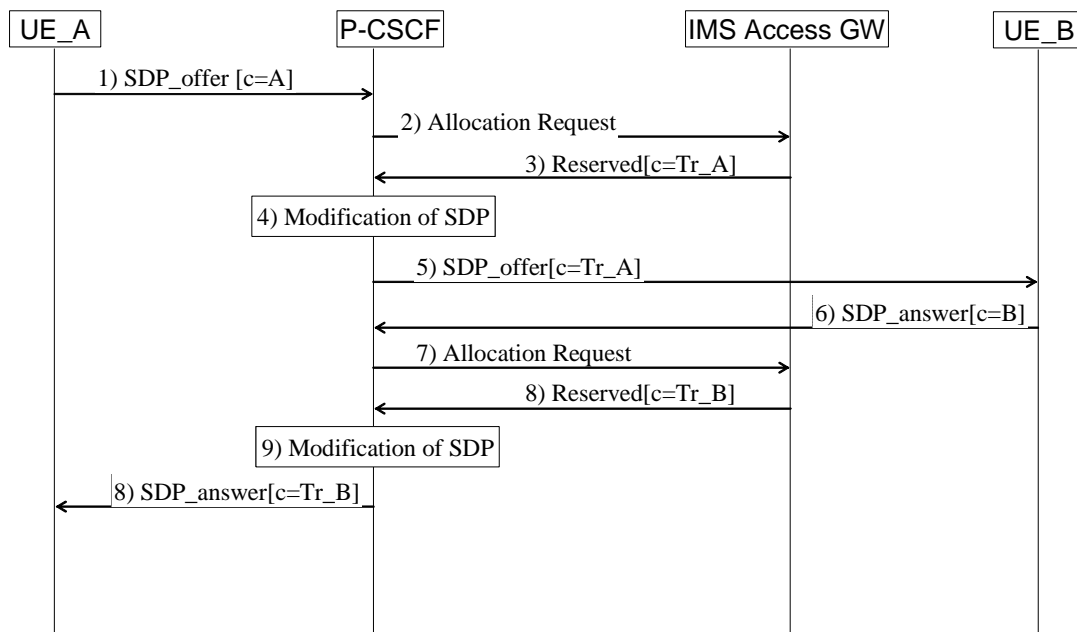 UE_A
P-CSCF
IMS Access GW
UE_B
1) SDP_offer [c=A]
2) Allocation Request
3) Reserved[c=Tr_A]
4) Modification of SDP
5) SDP_offer[c=Tr_A]
6) SDP_answer[c=B]
7) Allocation Request
8) Reserved[c=Tr_B]
9) Modification of SDP
8) SDP_answer[c=Tr_B]